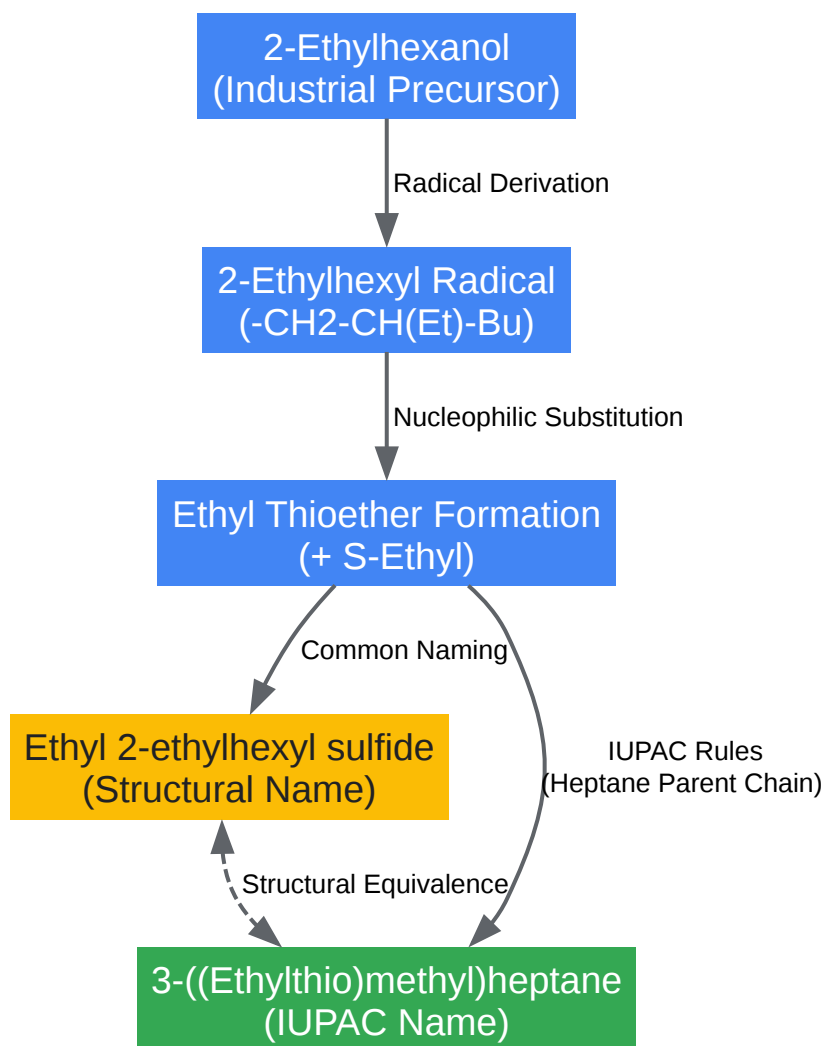 2-Ethylhexanol
(Industrial Precursor)
Radical Derivation
2-Ethylhexyl Radical
(-CH2-CH(Et)-Bu)
Nucleophilic Substitution
Ethyl Thioether Formation
(+ S-Ethyl)
Common Naming
Ethyl 2-ethylhexyl sulfide
(Structural Name)
IUPAC Rules
(Heptane Parent Chain)
Structural Equivalence
3-((Ethylthio)methyl)heptane
(IUPAC Name)